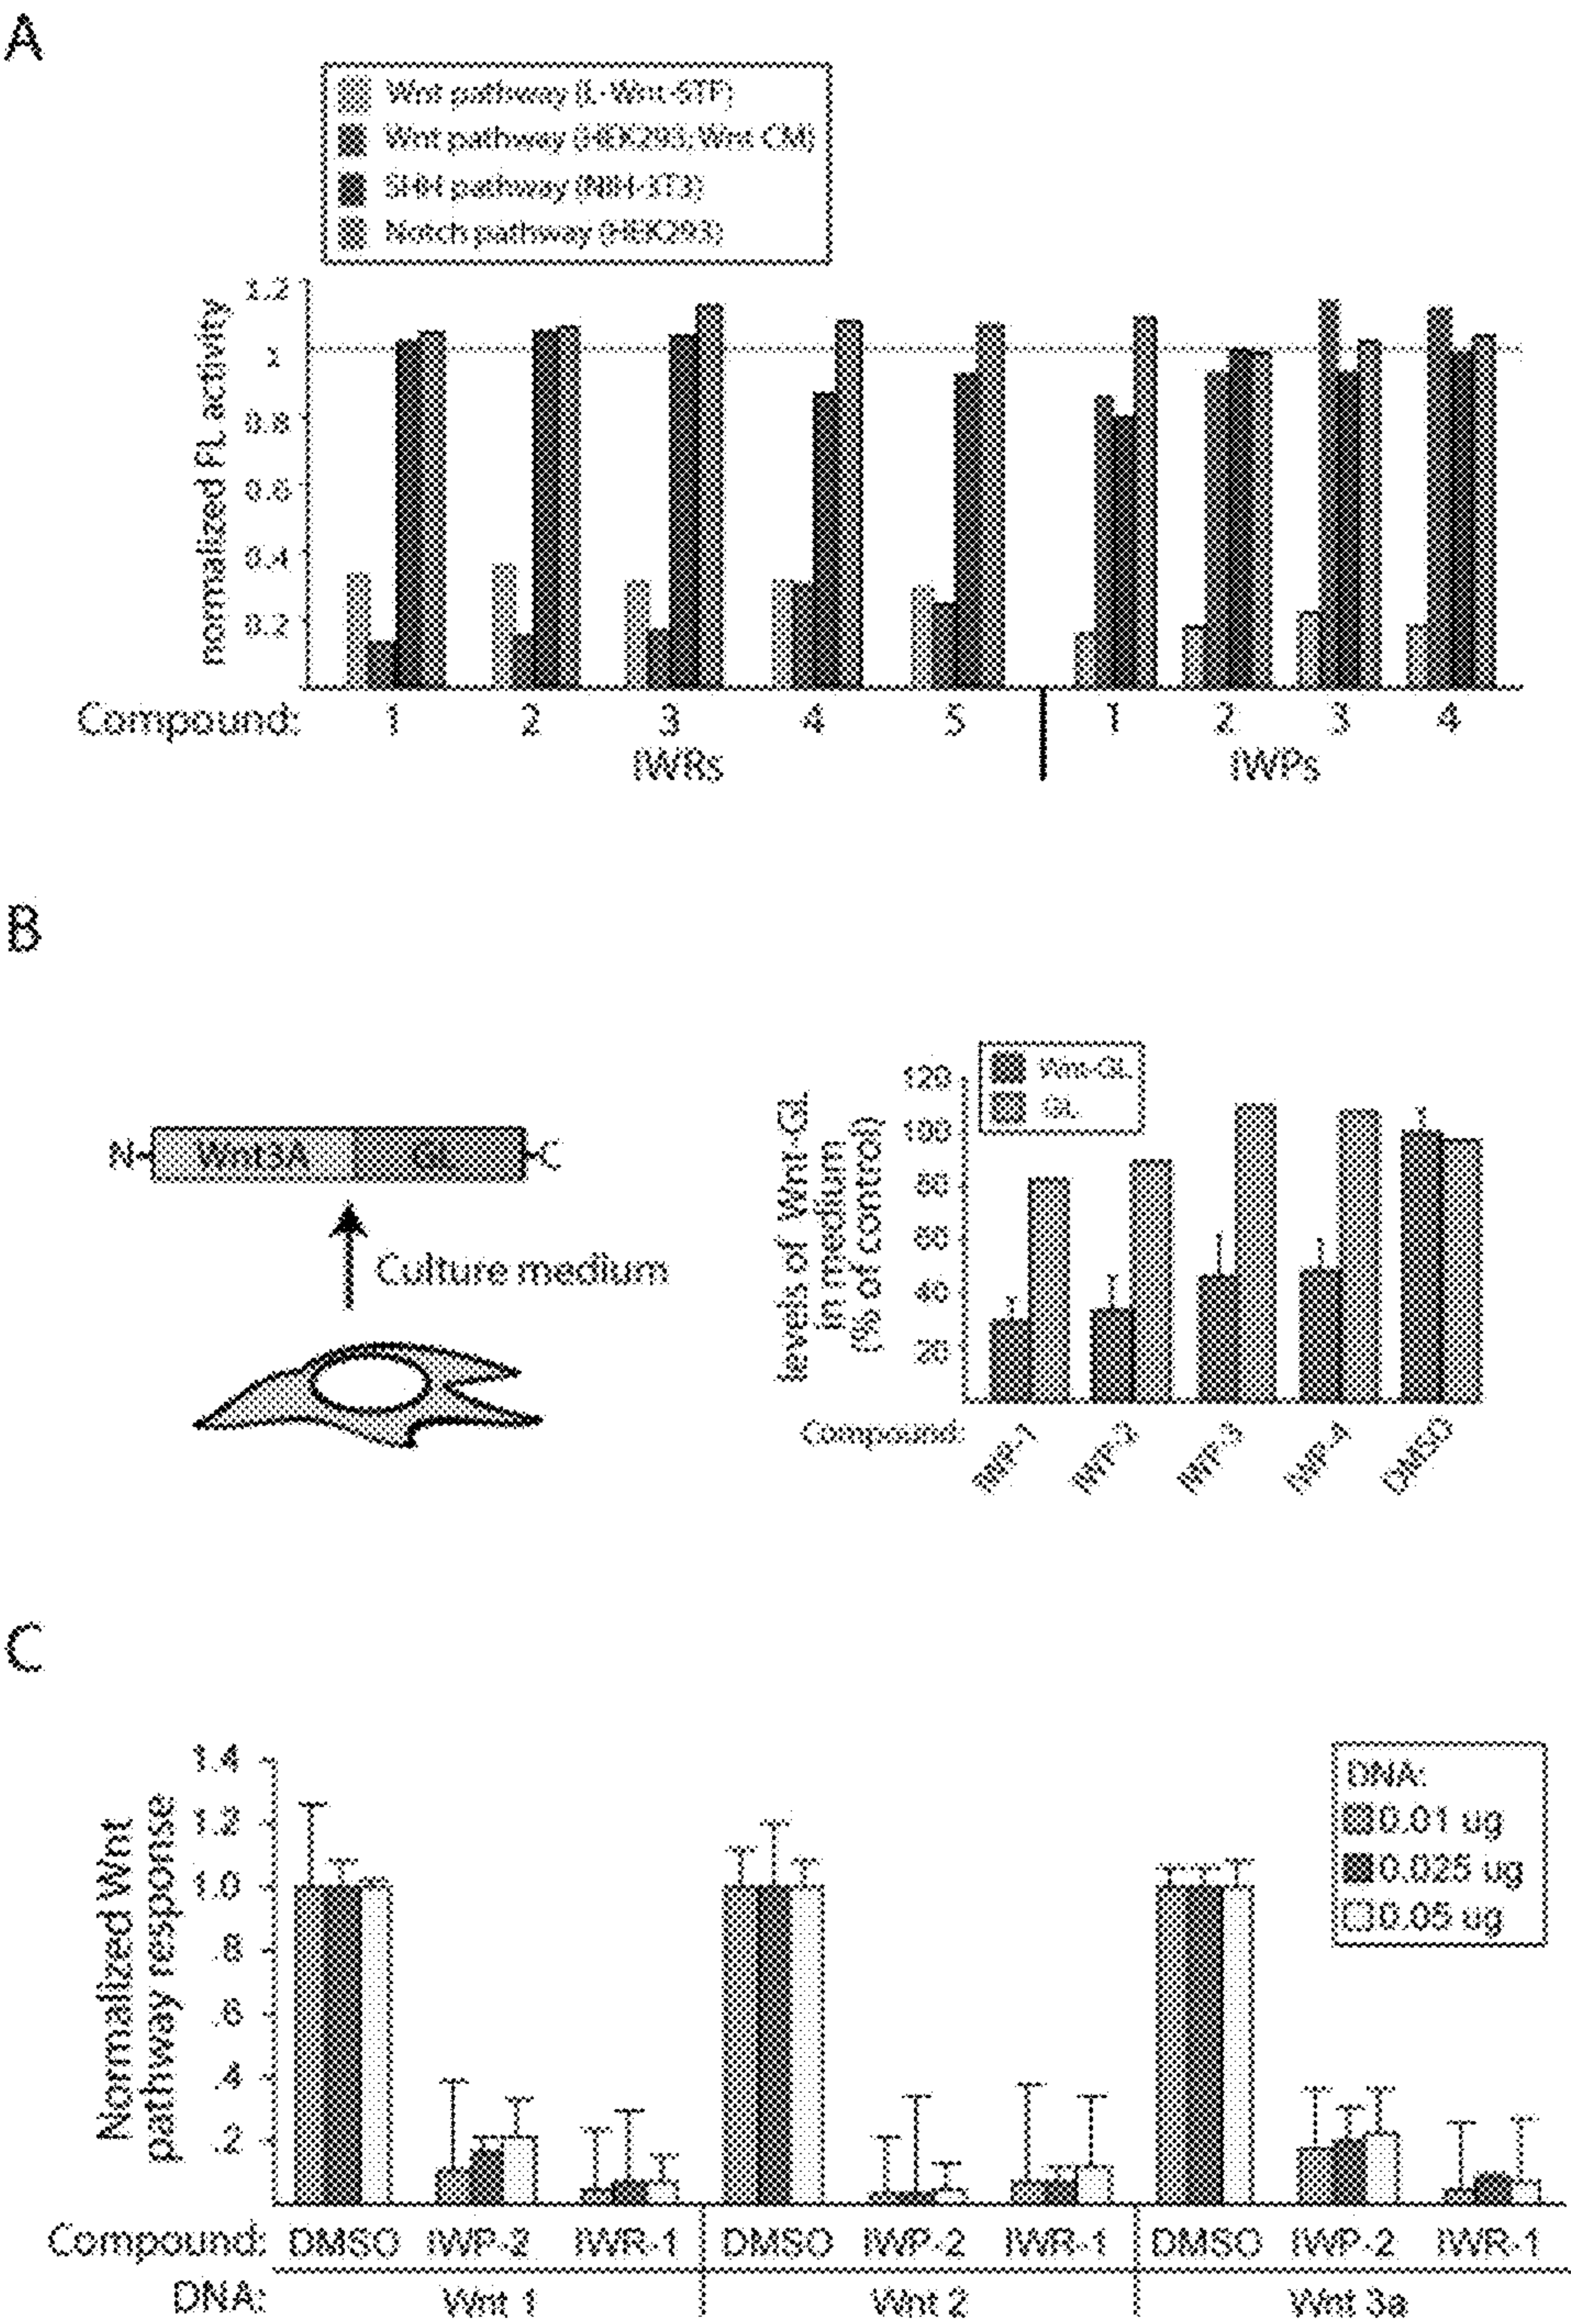 A
Wnt pathway (L-Wnt-STF)
Wnt pathway (HEK293; Wnt CM)
SHH pathway (NIH-3T3)
Notch pathway (HEK293)
normalized FL activity
1.2
1
0.8
0.6
0.4
0.2
Compound: 1 2 3 4 5 1 2 3 4
IWRs IWPs
B
N- Wnt3A GL -C
Culture medium
levels of Wnt-GL
in medium
(% of control)
Wnt-GL
GL
120
100
80
60
40
20
Compound: IWP-1 IWP-3 IWP-4 DMSO
C
Normalized Wnt
pathway response
1.4
1.2
1.0
.8
.6
.4
.2
DNA:
0.01 ug
0.025 ug
0.05 ug
Compound: DMSO IWP-2 IWR-1 DMSO IWP-2 IWR-1 DMSO IWP-2 IWR-1
DNA: Wnt 1 Wnt 2 Wnt 3a